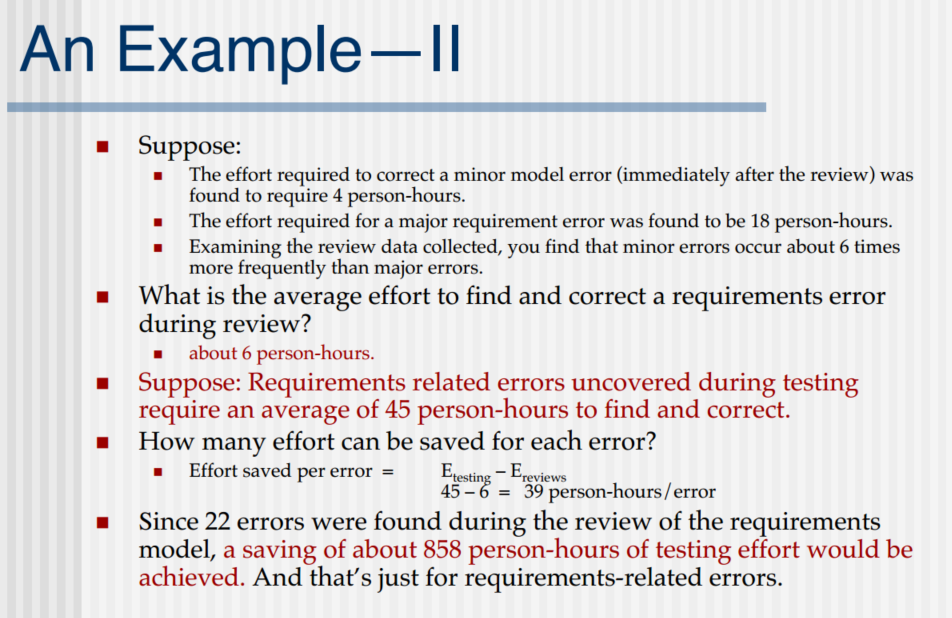 An Example—II
Suppose:
The effort required to correct a minor model error (immediately after the review) was
found to require 4 person-hours.
The effort required for a major requirement error was found to be 18 person-hours.
Examining the review data collected, you find that minor errors occur about 6 times
more frequently than major errors.
What is the average effort to find and correct a requirements error
during review?
about 6 person-hours.
Suppose: Requirements related errors uncovered during testing
require an average of 45 person-hours to find and correct.
How many effort can be saved for each error?
Effort saved per error = Etesting – Ereviews
45 – 6 = 39 person-hours/error
Since 22 errors were found during the review of the requirements
model, a saving of about 858 person-hours of testing effort would be
achieved. And that's just for requirements-related errors.